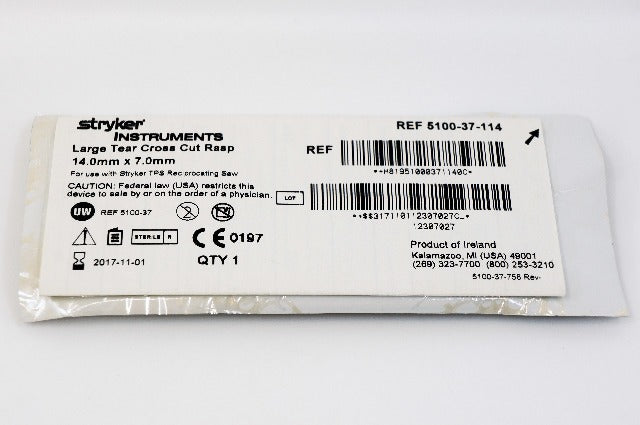 stryker
INSTRUMENTS
Large Tear Cross Cut Rasp
14.0mm x 7.0mm
For use with Stryker TPS Reciprocating Saw
CAUTION: Federal law (USA) restricts this
device to sale by or on the order of a physician.
UW REF 5100-37
STERILE R
CE 0197
2017-11-01
QTY 1
REF 5100-37-114
REF
LOT
12307027
Product of Ireland
Kalamazoo, MI (USA) 49001
(269) 323-7700 (800) 253-3210
5100-37-756 Rev-